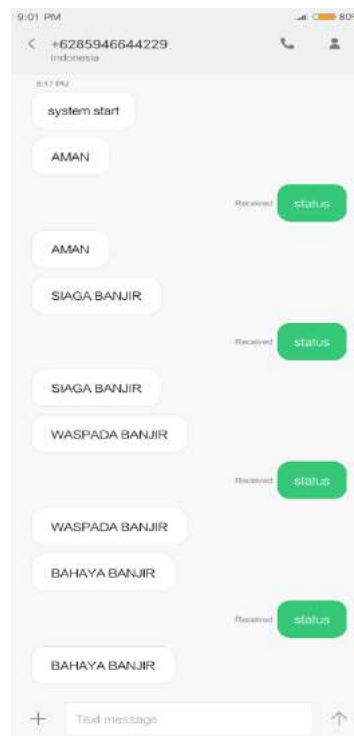 9:01 PM
80%
+6285946644229
Indonesia
8:57 PM
system start
AMAN
Received
status
AMAN
SIAGA BANJIR
Received
status
SIAGA BANJIR
WASPADA BANJIR
Received
status
WASPADA BANJIR
BAHAYA BANJIR
Received
status
BAHAYA BANJIR
Text message